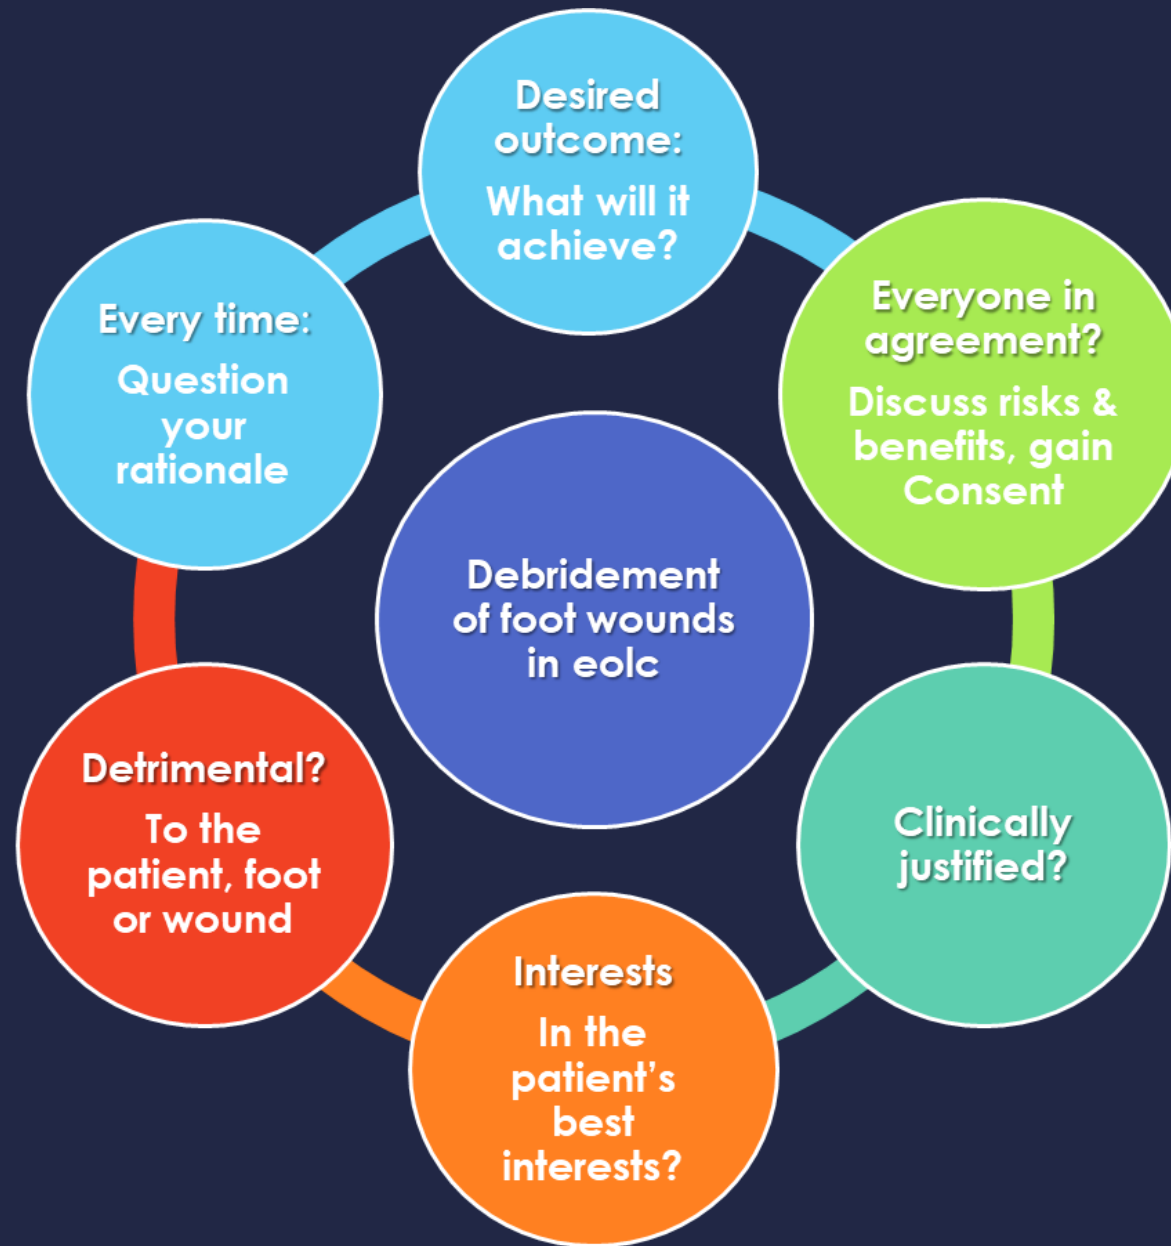 Desired
outcome:
What will it
achieve?
Everyone in
agreement?
Discuss risks &
benefits, gain
Consent
Clinically
justified?
Interests
In the
patient’s
best
interests?
Detrimental?
To the
patient, foot
or wound
Every time:
Question
your
rationale
Debridement
of foot wounds
in eolc